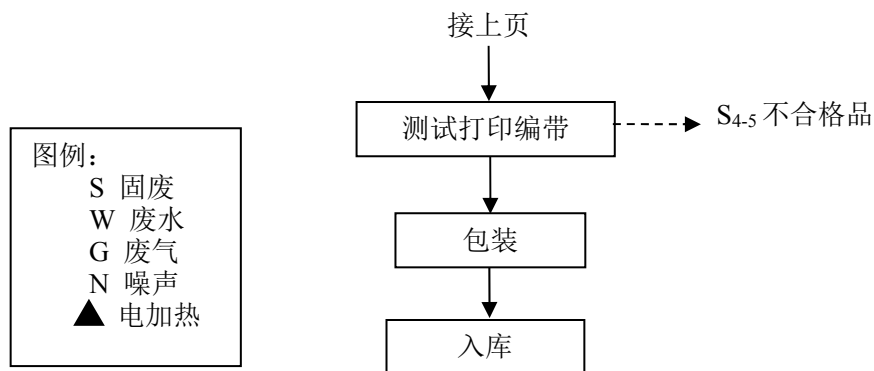 接上页
测试打印编带
S4-5 不合格品
包装
入库
图例：
S 固废
W 废水
G 废气
N 噪声
▲ 电加热